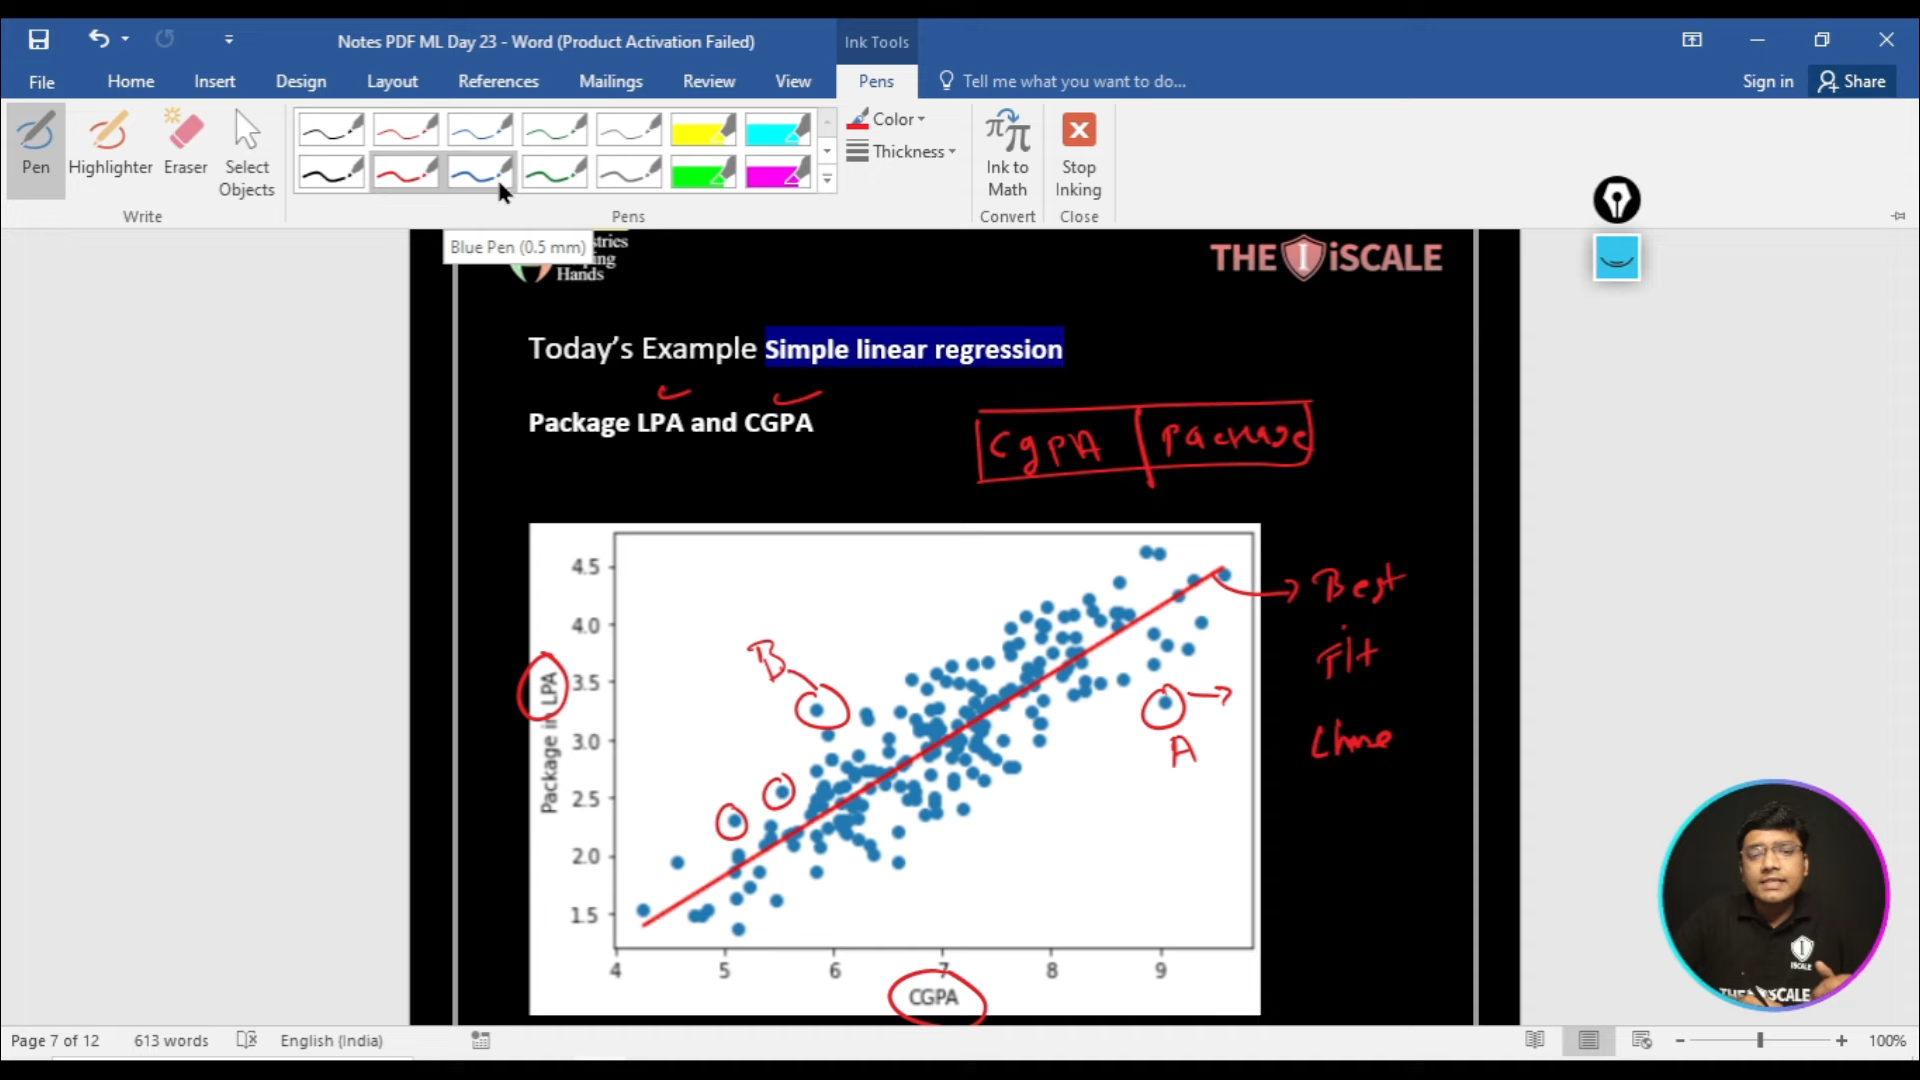 Notes PDF ML Day 23 - Word (Product Activation Failed)
Ink Tools
File Home Insert Design Layout References Mailings Review View Pens Tell me what you want to do... Sign in Share
Pen Highlighter Eraser Select Objects
Write
Pens
Color
Thickness
Ink to Math
Convert
Stop Inking
Close
Blue Pen (0.5 mm)
Hands
THE I iSCALE
Today's Example Simple linear regression
Package LPA and CGPA
CgPA Package
4.5
4.0
3.5
3.0
2.5
2.0
1.5
Package in LPA
4 5 6 7 8 9
CGPA
B
A
Best
Fit
Line
I
iSCALE
Page 7 of 12 613 words English (India) 100%